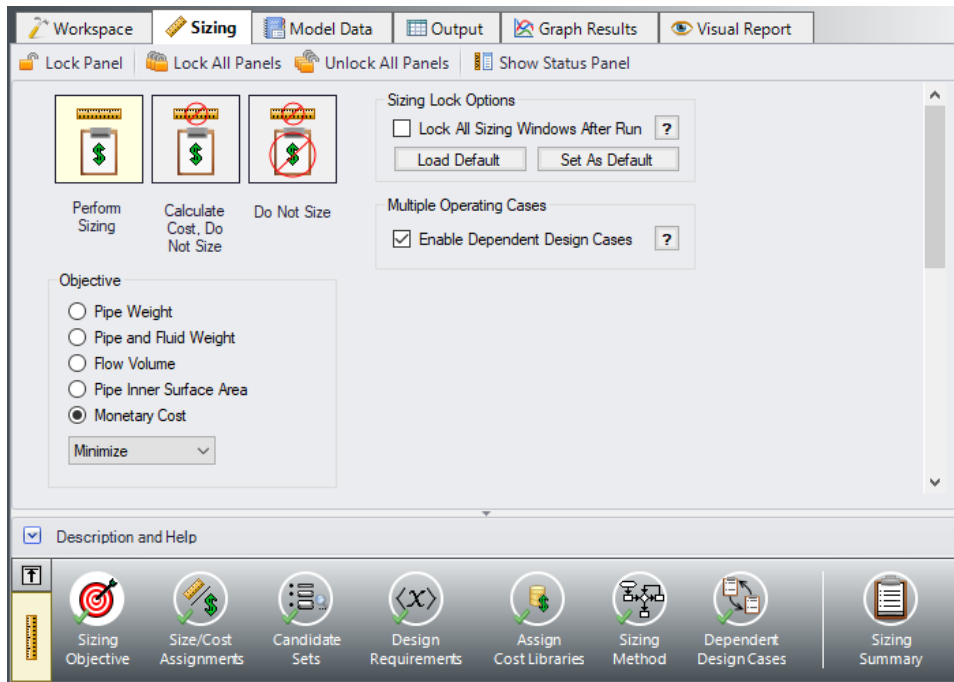 Workspace
Sizing
Model Data
Output
Graph Results
Visual Report
Lock Panel
Lock All Panels
Unlock All Panels
Show Status Panel
Perform
Sizing
Calculate
Cost, Do
Not Size
Do Not Size
Sizing Lock Options
Lock All Sizing Windows After Run
?
Load Default
Set As Default
Multiple Operating Cases
Enable Dependent Design Cases
?
Objective
Pipe Weight
Pipe and Fluid Weight
Flow Volume
Pipe Inner Surface Area
Monetary Cost
Minimize
Description and Help
Sizing
Objective
Size/Cost
Assignments
Candidate
Sets
Design
Requirements
Assign
Cost Libraries
Sizing
Method
Dependent
Design Cases
Sizing
Summary